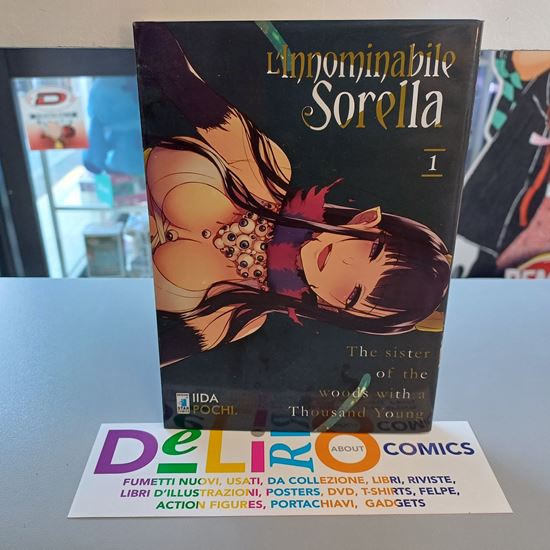 L'Innominabile
Sorella
1
The sister
of the
woods with a
Thousand Young
IIDA
POCHI.
DeLiRiO
ABOUT
COMICS
FUMETTI NUOVI, USATI, DA COLLEZIONE, LIBRI, RIVISTE,
LIBRI D'ILLUSTRAZIONI, POSTERS, DVD, T-SHIRTS, FELPE,
ACTION FIGURES, PORTACHIAVI, GADGETS